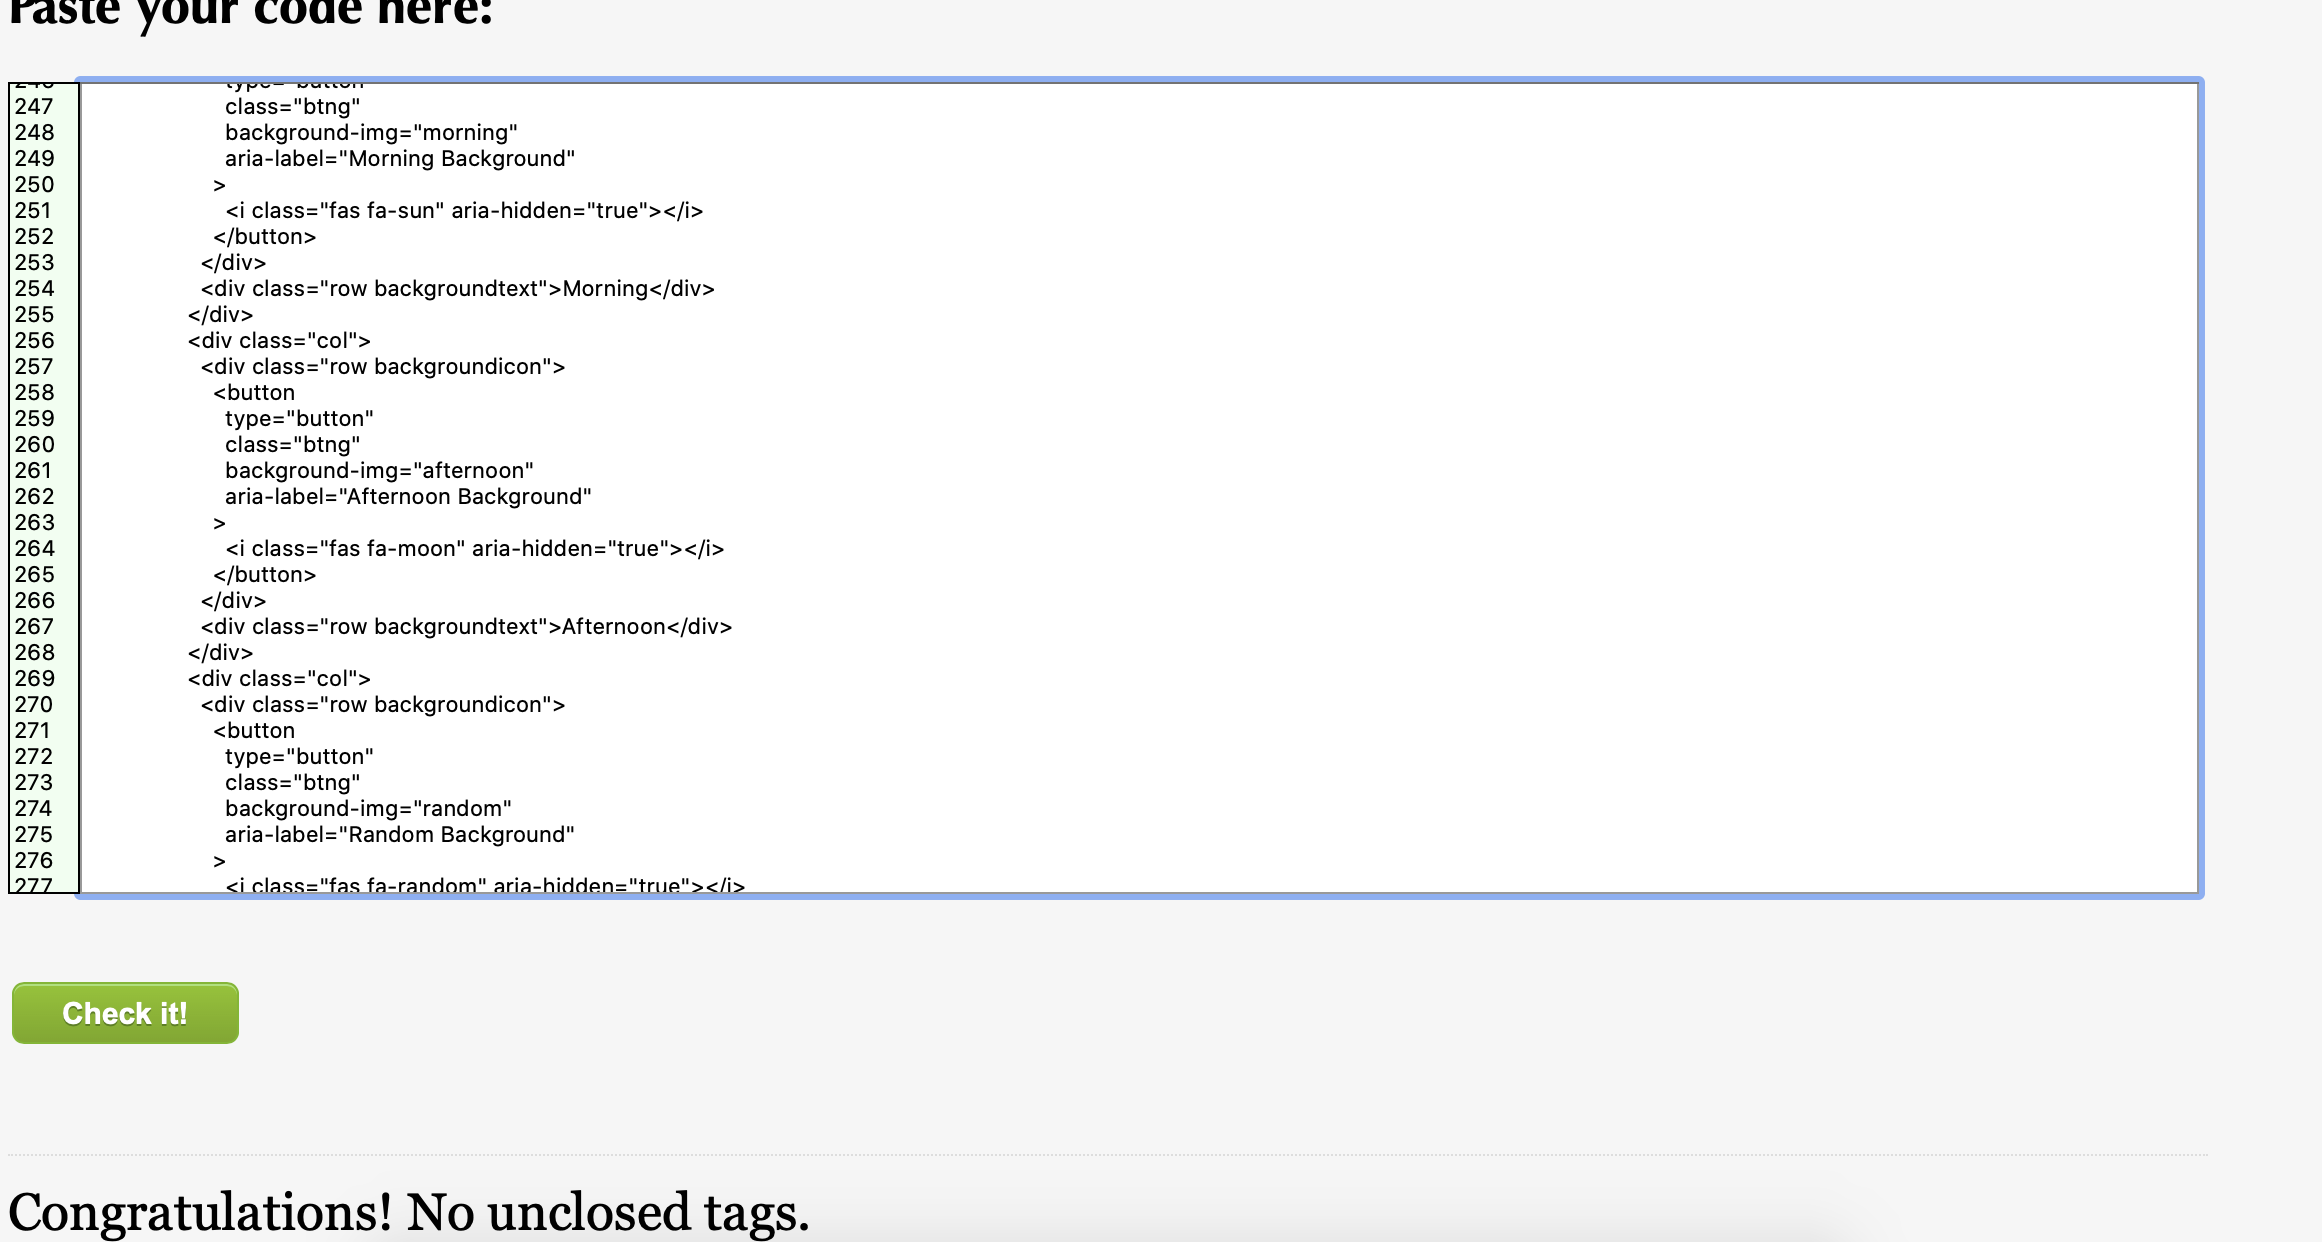 Paste your code here:
246 type="button"
247 class="btng"
248 background-img="morning"
249 aria-label="Morning Background"
250 >
251 <i class="fas fa-sun" aria-hidden="true"></i>
252 </button>
253 </div>
254 <div class="row backgroundtext">Morning</div>
255 </div>
256 <div class="col">
257 <div class="row backgroundicon">
258 <button
259 type="button"
260 class="btng"
261 background-img="afternoon"
262 aria-label="Afternoon Background"
263 >
264 <i class="fas fa-moon" aria-hidden="true"></i>
265 </button>
266 </div>
267 <div class="row backgroundtext">Afternoon</div>
268 </div>
269 <div class="col">
270 <div class="row backgroundicon">
271 <button
272 type="button"
273 class="btng"
274 background-img="random"
275 aria-label="Random Background"
276 >
277 <i class="fas fa-random" aria-hidden="true"></i>
Check it!
Congratulations! No unclosed tags.